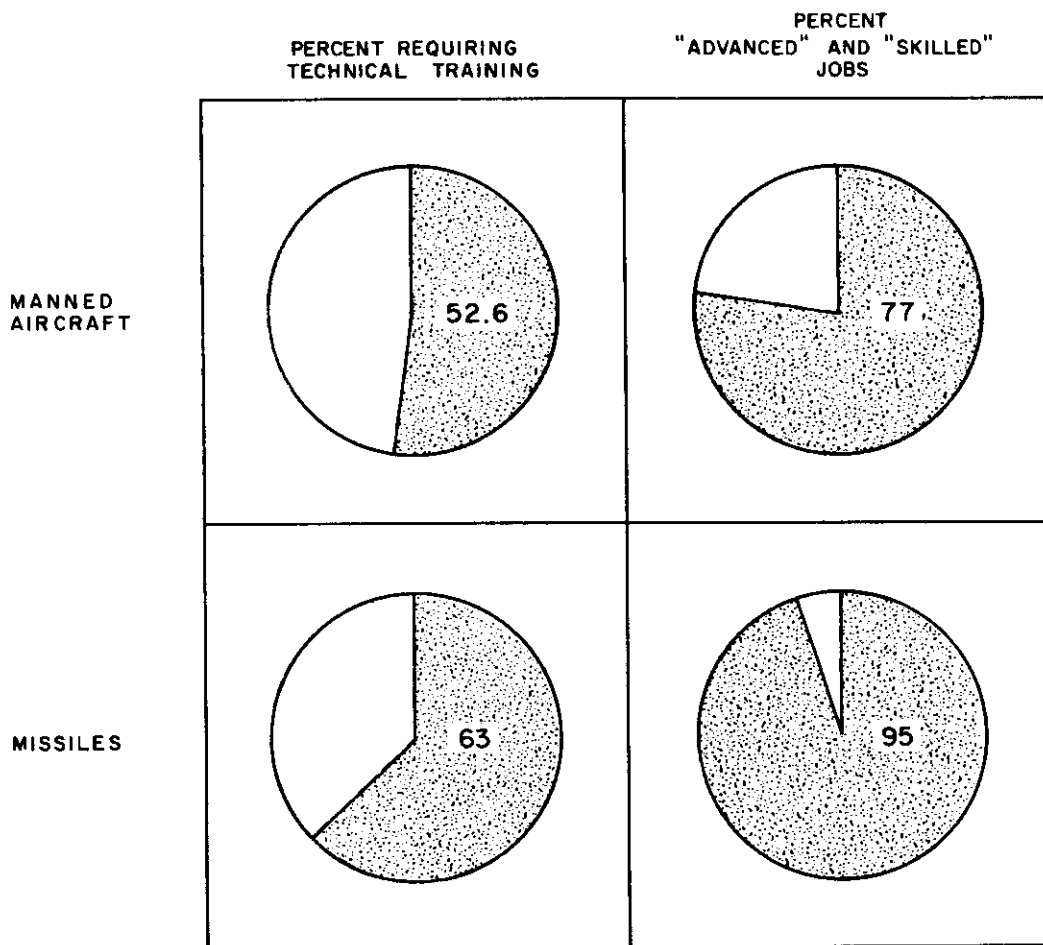 PERCENT REQUIRING
TECHNICAL TRAINING
PERCENT
"ADVANCED" AND "SKILLED"
JOBS
MANNED
AIRCRAFT
52.6
77
MISSILES
63
95